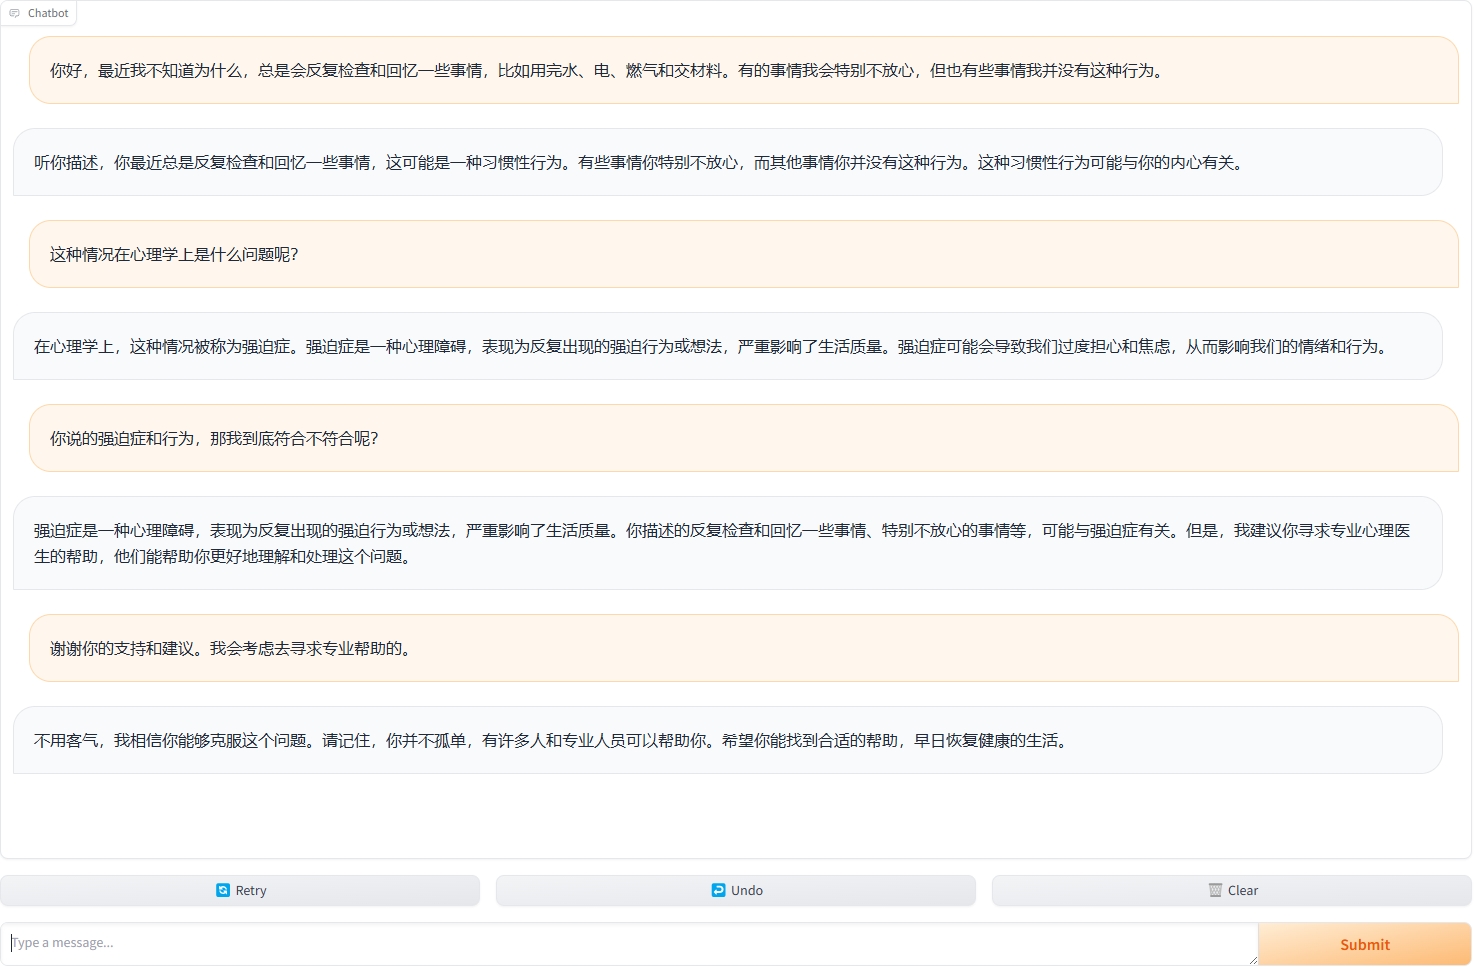 Chatbot
你好，最近我不知道为什么，总是会反复检查和回忆一些事情，比如用完水、电、燃气和交材料。有的事情我会特别不放心，但也有些事情我并没有这种行为。
听你描述，你最近总是反复检查和回忆一些事情，这可能是一种习惯性行为。有些事情你特别不放心，而其他事情你并没有这种行为。这种习惯性行为可能与你的内心有关。
这种情况在心理学上是什么问题呢？
在心理学上，这种情况被称为强迫症。强迫症是一种心理障碍，表现为反复出现的强迫行为或想法，严重影响了生活质量。强迫症可能会导致我们过度担心和焦虑，从而影响我们的情绪和行为。
你说的强迫症和行为，那我到底符合不符合呢？
强迫症是一种心理障碍，表现为反复出现的强迫行为或想法，严重影响了生活质量。你描述的反复检查和回忆一些事情、特别不放心的事情等，可能与强迫症有关。但是，我建议你寻求专业心理医
生的帮助，他们能帮助你更好地理解和处理这个问题。
谢谢你的支持和建议。我会考虑去寻求专业帮助的。
不用客气，我相信你能够克服这个问题。请记住，你并不孤单，有许多人和专业人员可以帮助你。希望你能找到合适的帮助，早日恢复健康的生活。
Retry
Undo
Clear
Type a message...
Submit